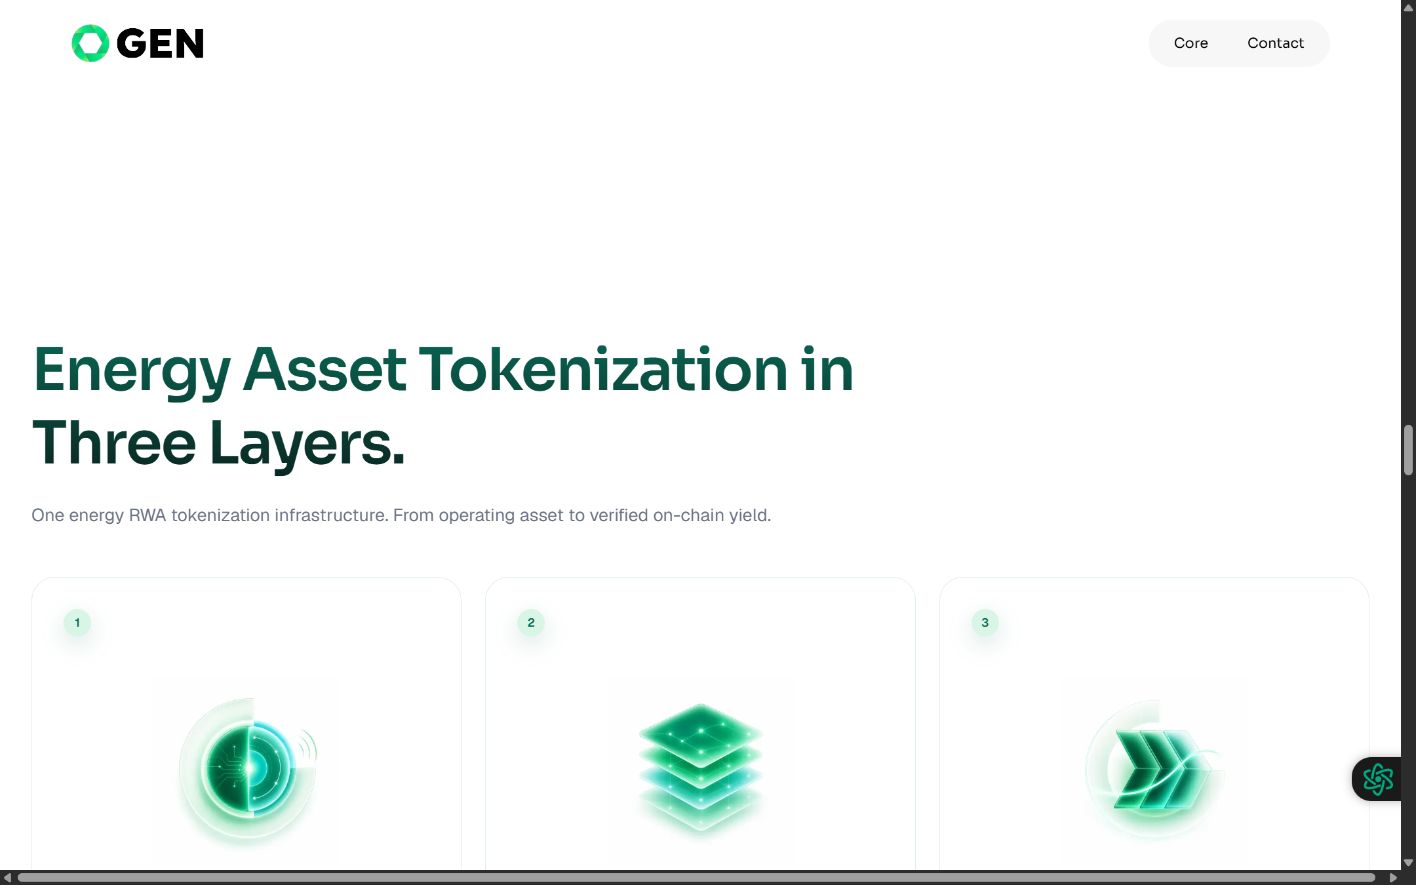 GEN
Core
Contact
Energy Asset Tokenization in
Three Layers.
One energy RWA tokenization infrastructure. From operating asset to verified on-chain yield.
1
2
3